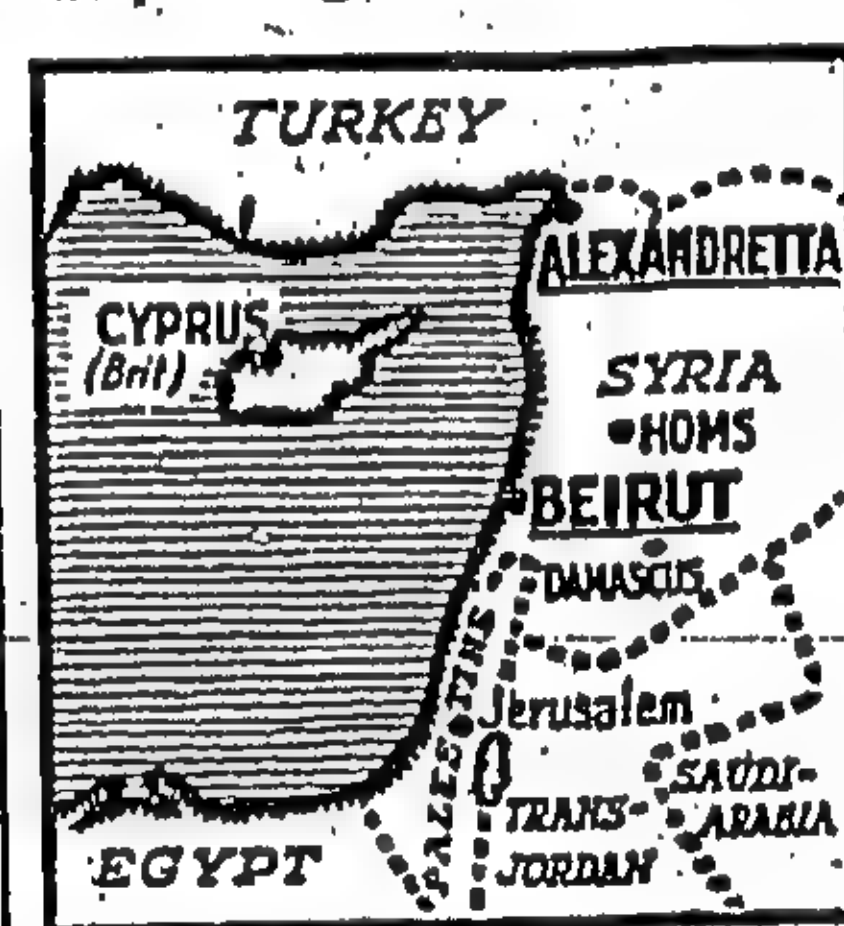 TURKEY
ALEXANDRETTA
CYPRUS
(Brit)
SYRIA
HOMS
BEIRUT
DAMASCUS
PALESTINE
Jerusalem
SAUDI-
ARABIA
TRANS-
JORDAN
EGYPT